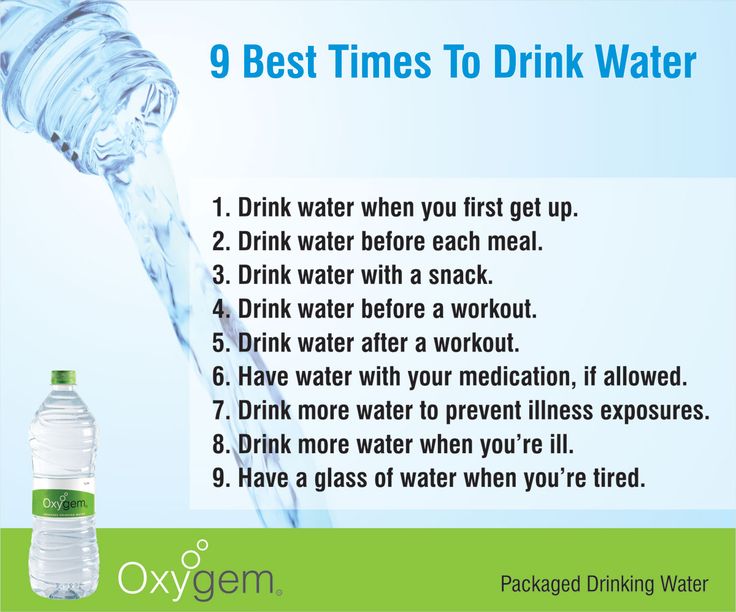 9 Best Times To Drink Water
1. Drink water when you first get up.
2. Drink water before each meal.
3. Drink water with a snack.
4. Drink water before a workout.
5. Drink water after a workout.
6. Have water with your medication, if allowed.
7. Drink more water to prevent illness exposures.
8. Drink more water when you’re ill.
9. Have a glass of water when you’re tired.
Oxygem
Oxygem
Packaged Drinking Water